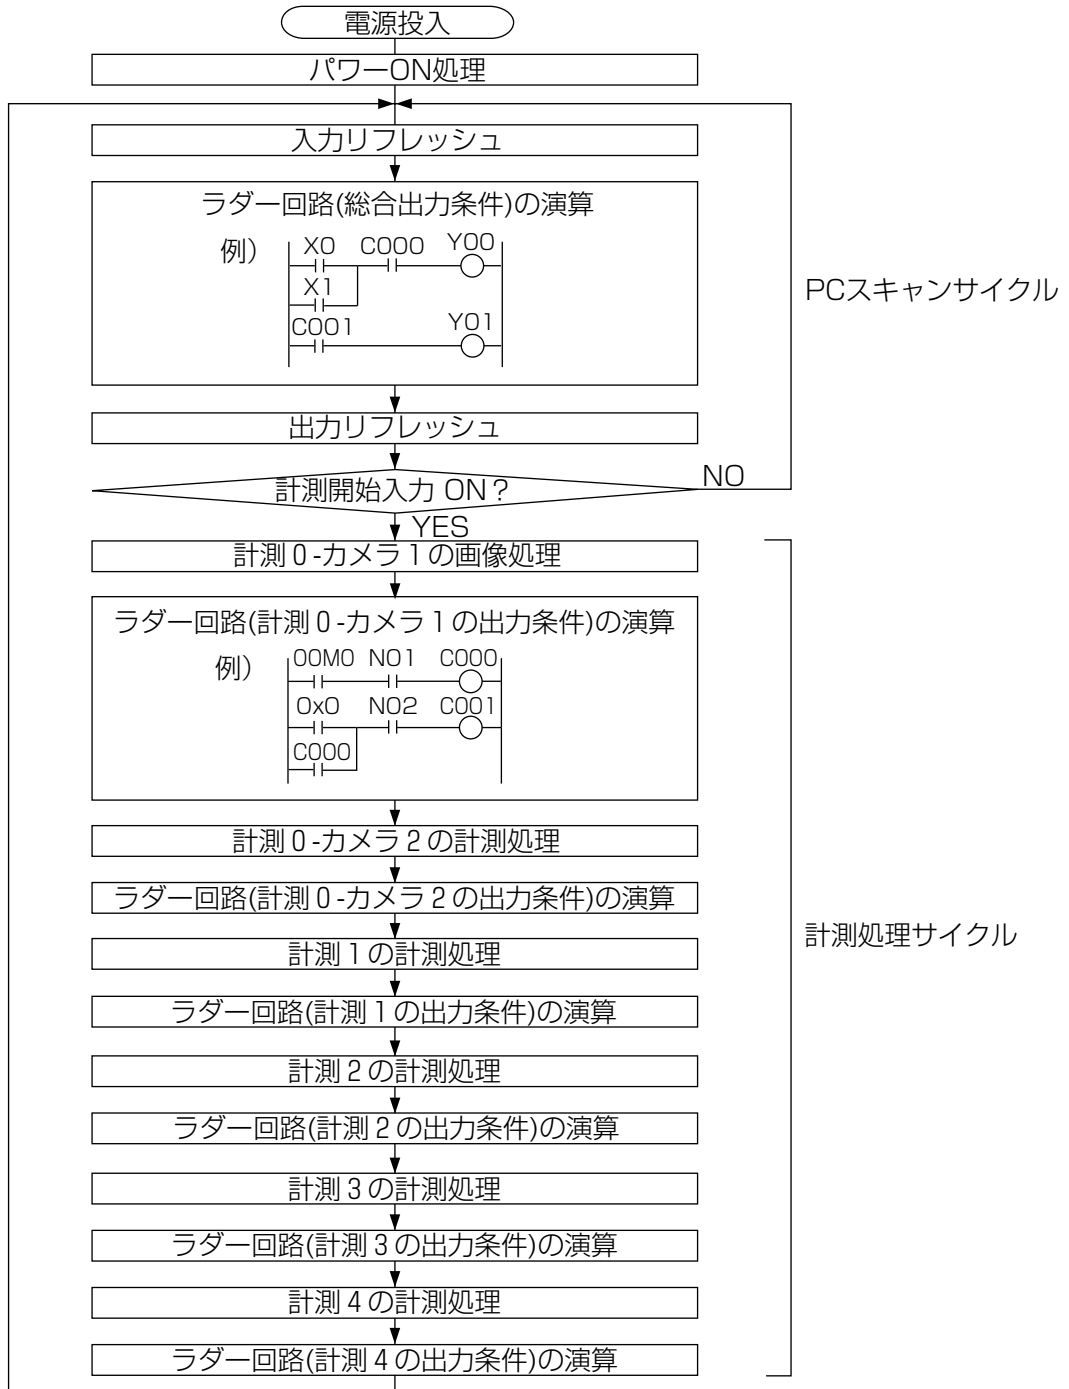 電源投入
パワーON処理
入力リフレッシュ
ラダー回路(総合出力条件)の演算
例）
X0 C000 Y00
X1
C001 Y01
PCスキャンサイクル
出力リフレッシュ
計測開始入力 ON？
NO
YES
計測0-カメラ1の画像処理
ラダー回路(計測0-カメラ1の出力条件)の演算
例）
00M0 N01 C000
0x0 N02 C001
C000
計測0-カメラ2の計測処理
ラダー回路(計測0-カメラ2の出力条件)の演算
計測処理サイクル
計測1の計測処理
ラダー回路(計測1の出力条件)の演算
計測2の計測処理
ラダー回路(計測2の出力条件)の演算
計測3の計測処理
ラダー回路(計測3の出力条件)の演算
計測4の計測処理
ラダー回路(計測4の出力条件)の演算